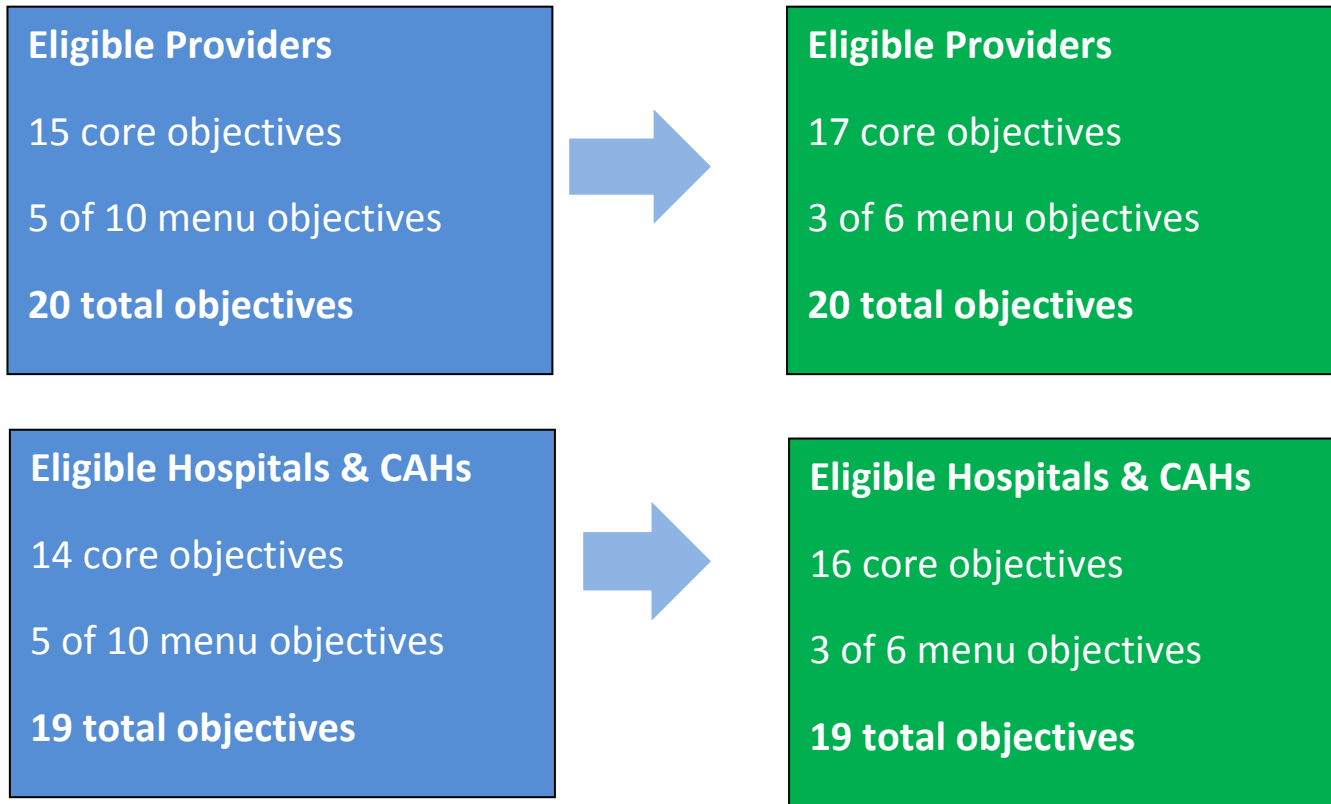 Eligible Providers
15 core objectives
5 of 10 menu objectives
20 total objectives
Eligible Providers
17 core objectives
3 of 6 menu objectives
20 total objectives
Eligible Hospitals & CAHs
14 core objectives
5 of 10 menu objectives
19 total objectives
Eligible Hospitals & CAHs
16 core objectives
3 of 6 menu objectives
19 total objectives